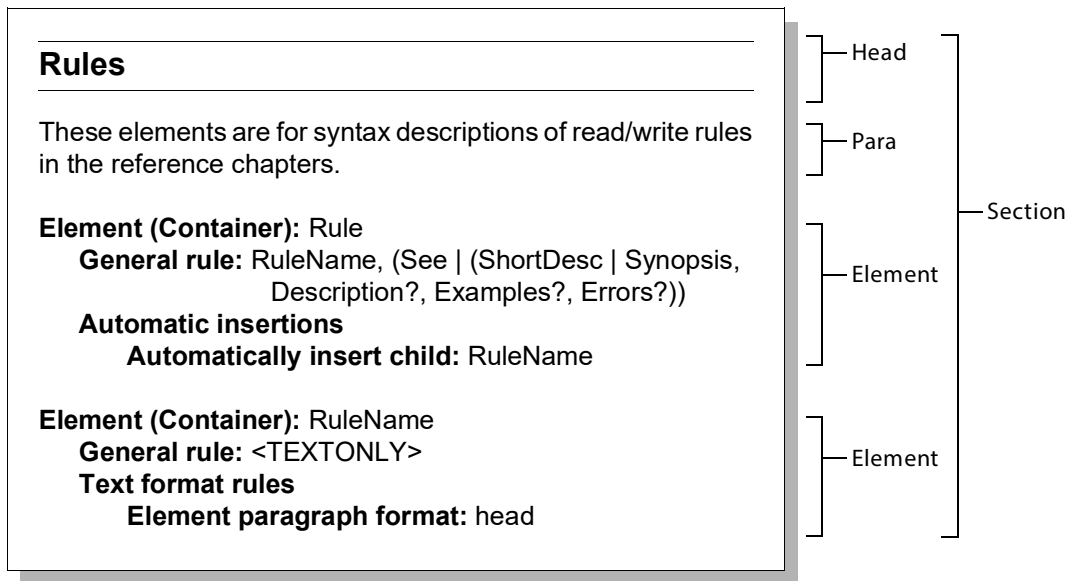 Rules
These elements are for syntax descriptions of read/write rules
in the reference chapters.
Element (Container): Rule
General rule: RuleName, (See | (ShortDesc | Synopsis,
Description?, Examples?, Errors?))
Automatic insertions
Automatically insert child: RuleName
Element (Container): RuleName
General rule: <TEXTONLY>
Text format rules
Element paragraph format: head
Head
Para
Element
Element
Section